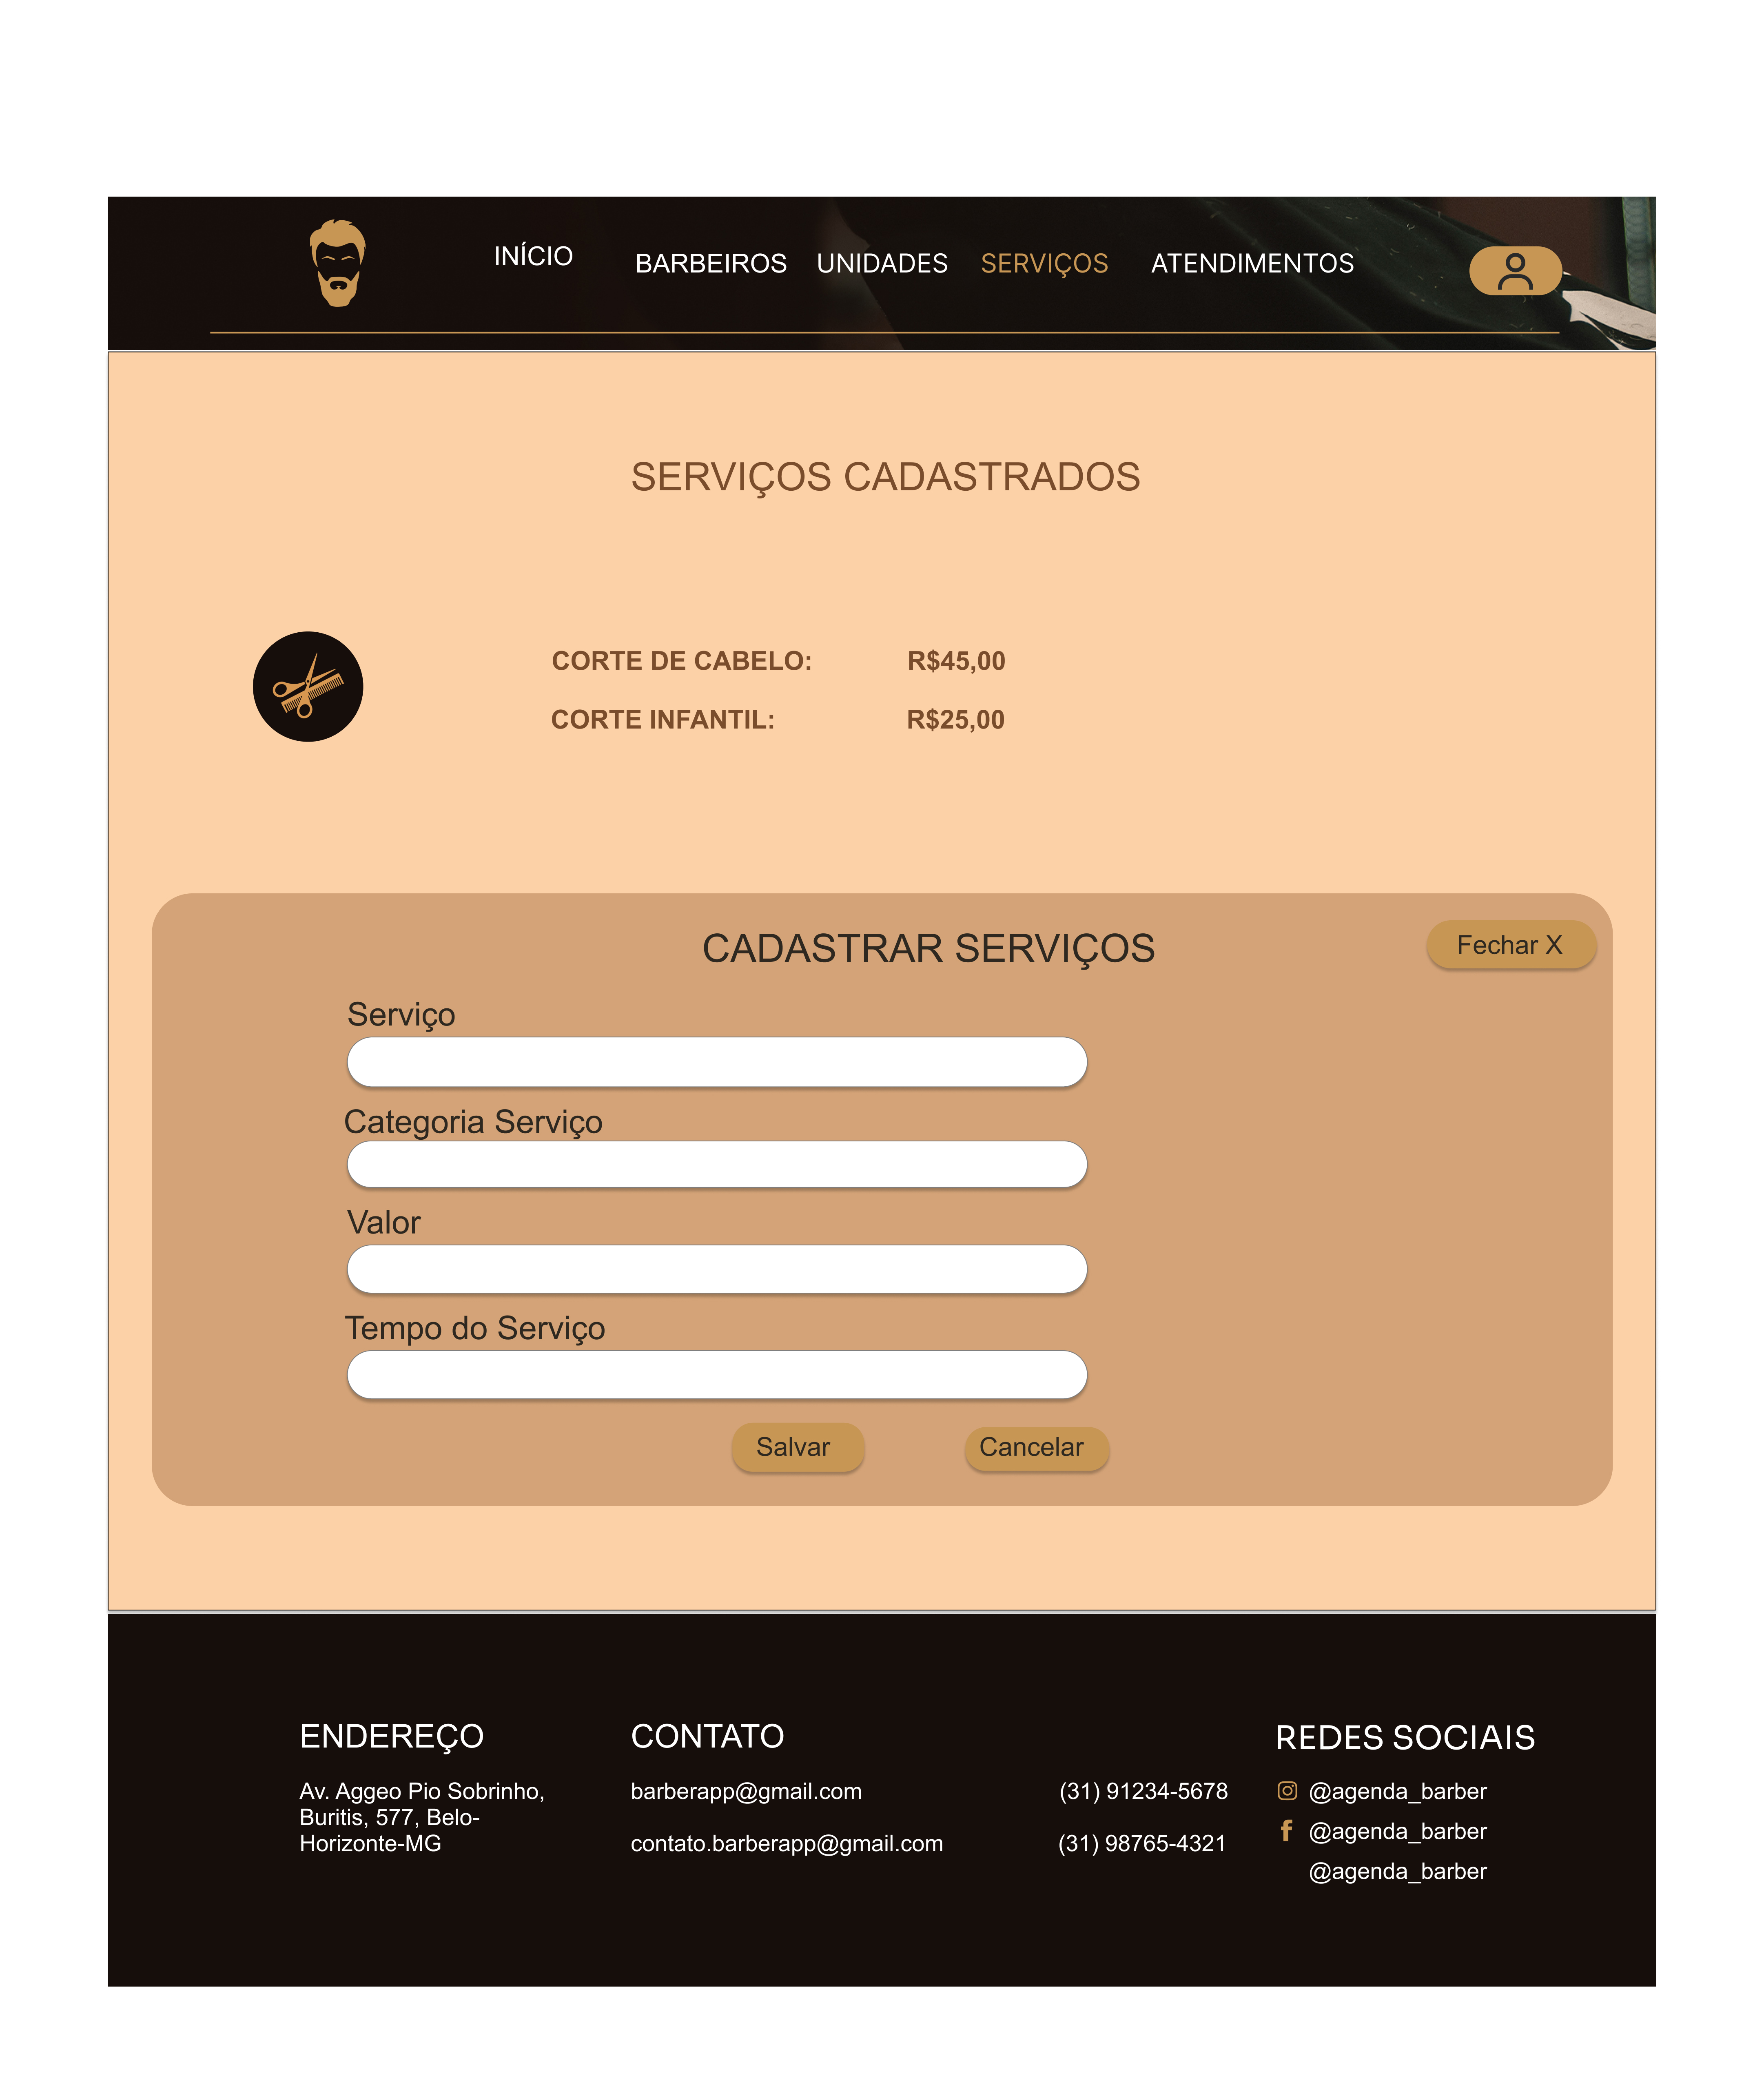 INÍCIO
BARBEIROS
UNIDADES
SERVIÇOS
ATENDIMENTOS
SERVIÇOS CADASTRADOS
CORTE DE CABELO: R$45,00
CORTE INFANTIL: R$25,00
CADASTRAR SERVIÇOS
Fechar X
Serviço
Categoria Serviço
Valor
Tempo do Serviço
Salvar
Cancelar
ENDEREÇO
Av. Aggeo Pio Sobrinho,
Buritis, 577, Belo-
Horizonte-MG
CONTATO
barberapp@gmail.com
(31) 91234-5678
contato.barberapp@gmail.com
(31) 98765-4321
REDES SOCIAIS
@agenda_barber
@agenda_barber
@agenda_barber